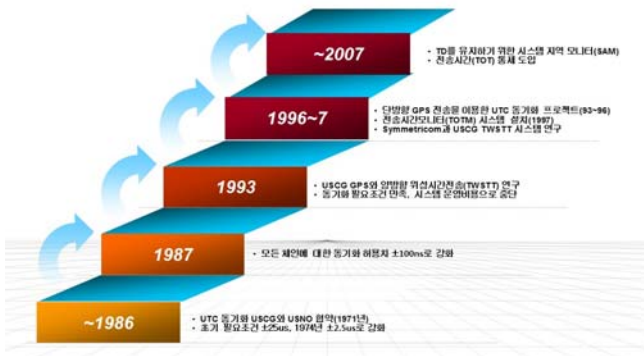 ~2007
• TD를 유지하기 위한 시스템 지역 모니터(SAM)
• 전송시간(TOT) 통제 도입
1996~7
• 단방향 GPS 전송을 이용한 UTC 동기화 프로젝트(93~96)
• 전송시간모니터(TOTM) 시스템 설치(1997)
• Symmetricom과 USCG TWSTT 시스템 연구
1993
• USCG GPS와 양방향 위성시간전송(TWSTT) 연구
• 동기화 필요조건 만족, 시스템 운영비용으로 중단
1987
• 모든 체인에 대한 동기화 허용치 ±100ns로 강화
~1986
• UTC 동기화 USCG와 USNO 협약(1971년)
• 초기 필요조건 ±25us, 1974년 ±2.5us로 강화